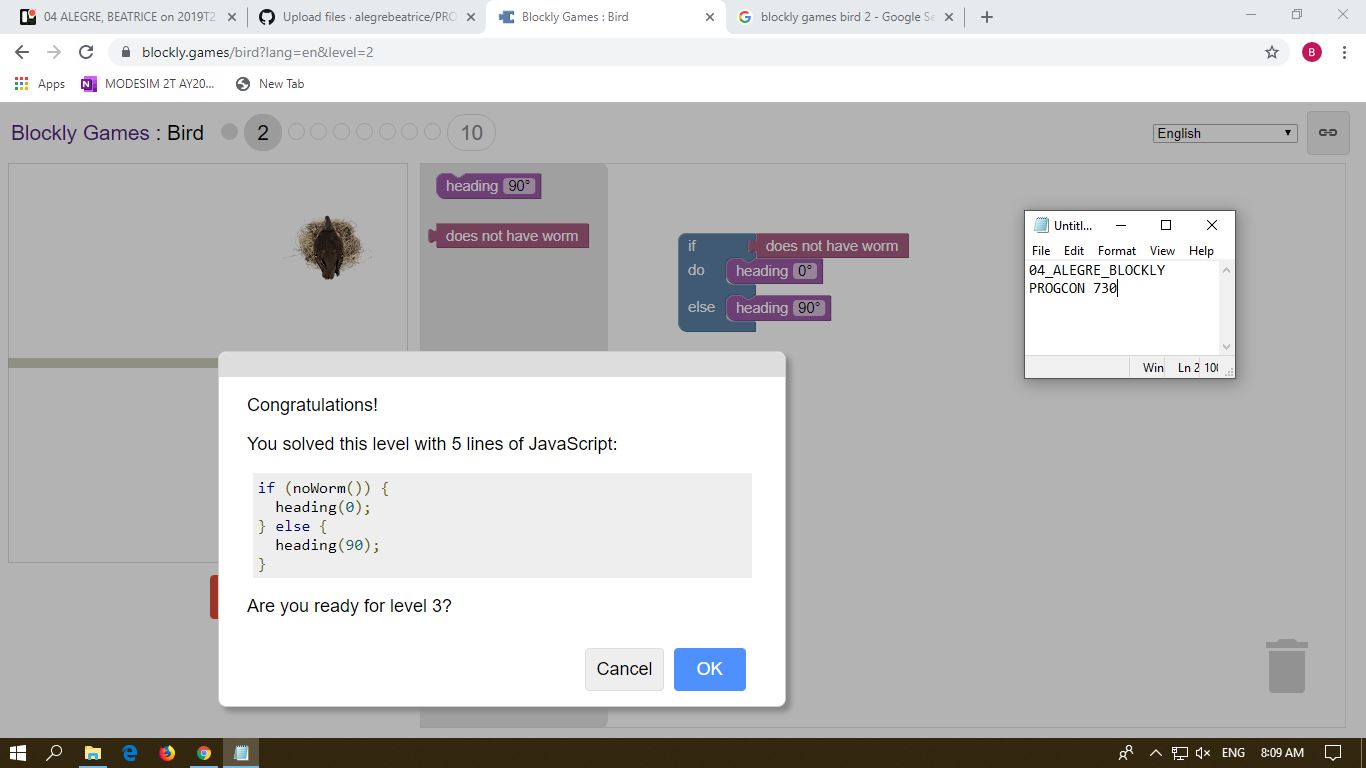 04 ALEGRE, BEATRICE on 2019T2
Upload files · alegrebeatrice/PRO
Blockly Games : Bird
blockly games bird 2 - Google Se
blockly.games/bird?lang=en&level=2
B
Apps
MODESIM 2T AY20...
New Tab
Blockly Games : Bird
2
10
English
heading 90°
does not have worm
if does not have worm
do heading 0°
else heading 90°
Untitl...
File Edit Format View Help
04_ALEGRE_BLOCKLY
PROGCON 730
Win Ln 2 100
Congratulations!
You solved this level with 5 lines of JavaScript:
if (noWorm()) {
heading(0);
} else {
heading(90);
}
Are you ready for level 3?
Cancel
OK
ENG
8:09 AM